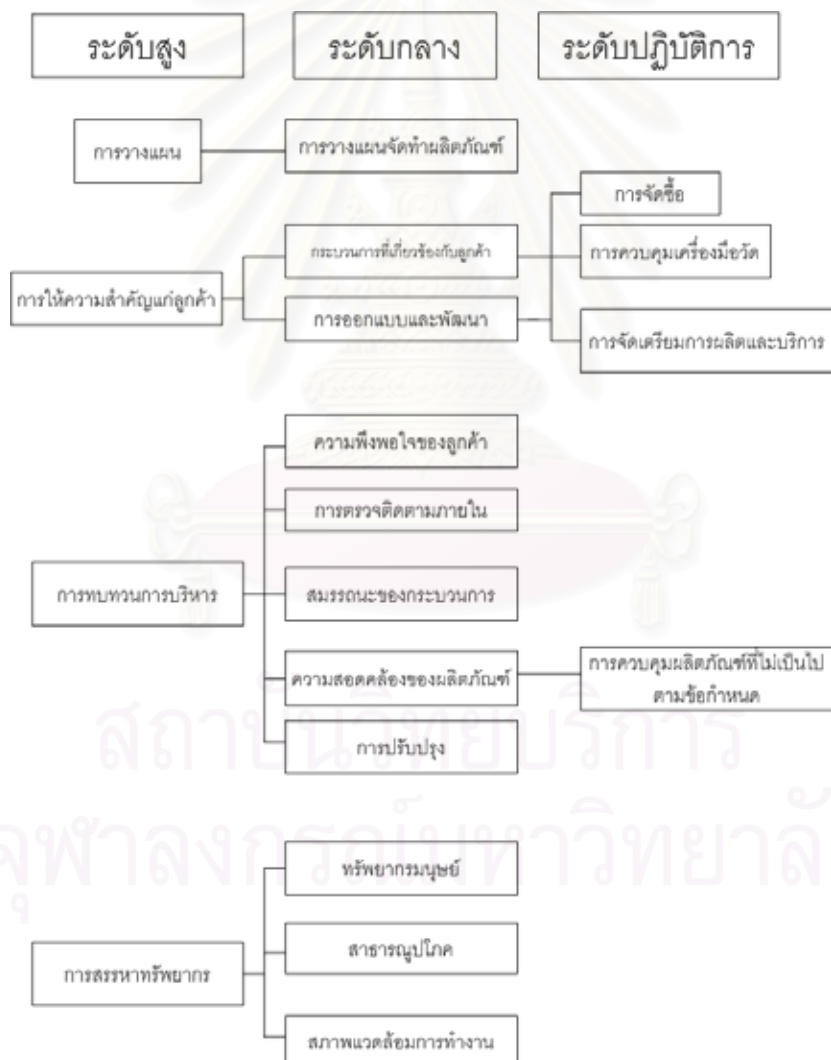 ระดับสูง ระดับกลาง ระดับปฏิบัติการ
การวางแผน การวางแผนจัดทำผลิตภัณฑ์
การจัดซื้อ
กระบวนการที่เกี่ยวข้องกับลูกค้า การควบคุมเครื่องมือวัด
การให้ความสำคัญแก่ลูกค้า
การออกแบบและพัฒนา
การจัดเตรียมการผลิตและบริการ
ความพึงพอใจของลูกค้า
การตรวจติดตามภายใน
การทบทวนการบริหาร สมรรถนะของกระบวนการ
ความสอดคล้องของผลิตภัณฑ์ การควบคุมผลิตภัณฑ์ที่ไม่เป็นไป
ตามข้อกำหนด
สถาบันวิทยบริการ
การปรับปรุง
จุฬาลงกรณ์มหาวิทยาลั
ทรัพยากรมนุษย์
สาธารณูปโภค
การสรรหาทรัพยากร
สภาพแวดล้อมการทำงาน